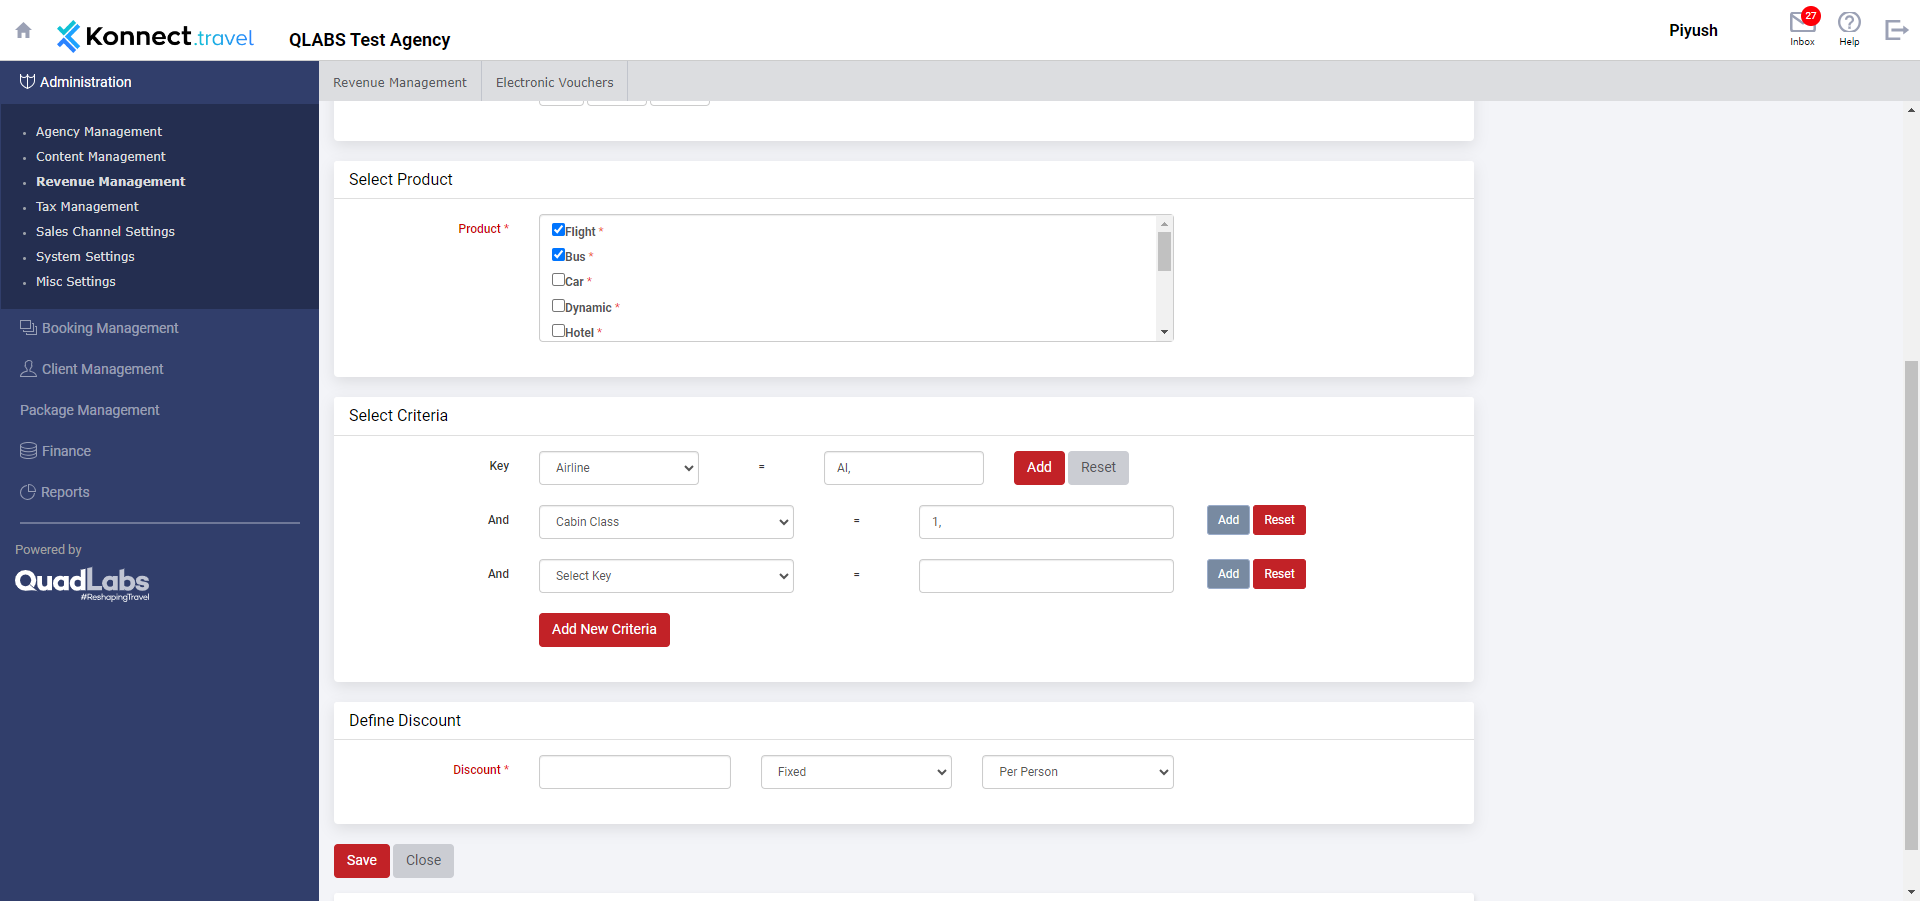 Konnect.travel
QLABS Test Agency
Piyush
27
Inbox
Help
Administration
Revenue Management
Electronic Vouchers
Agency Management
Content Management
Revenue Management
Tax Management
Sales Channel Settings
System Settings
Misc Settings
Booking Management
Client Management
Package Management
Finance
Reports
Powered by
QuadLabs
#ReshapingTravel
Select Product
Product *
Flight *
Bus *
Car *
Dynamic *
Hotel *
Select Criteria
Key Airline = AI, Add Reset
And Cabin Class = 1, Add Reset
And Select Key = Add Reset
Add New Criteria
Define Discount
Discount * Fixed Per Person
Save Close